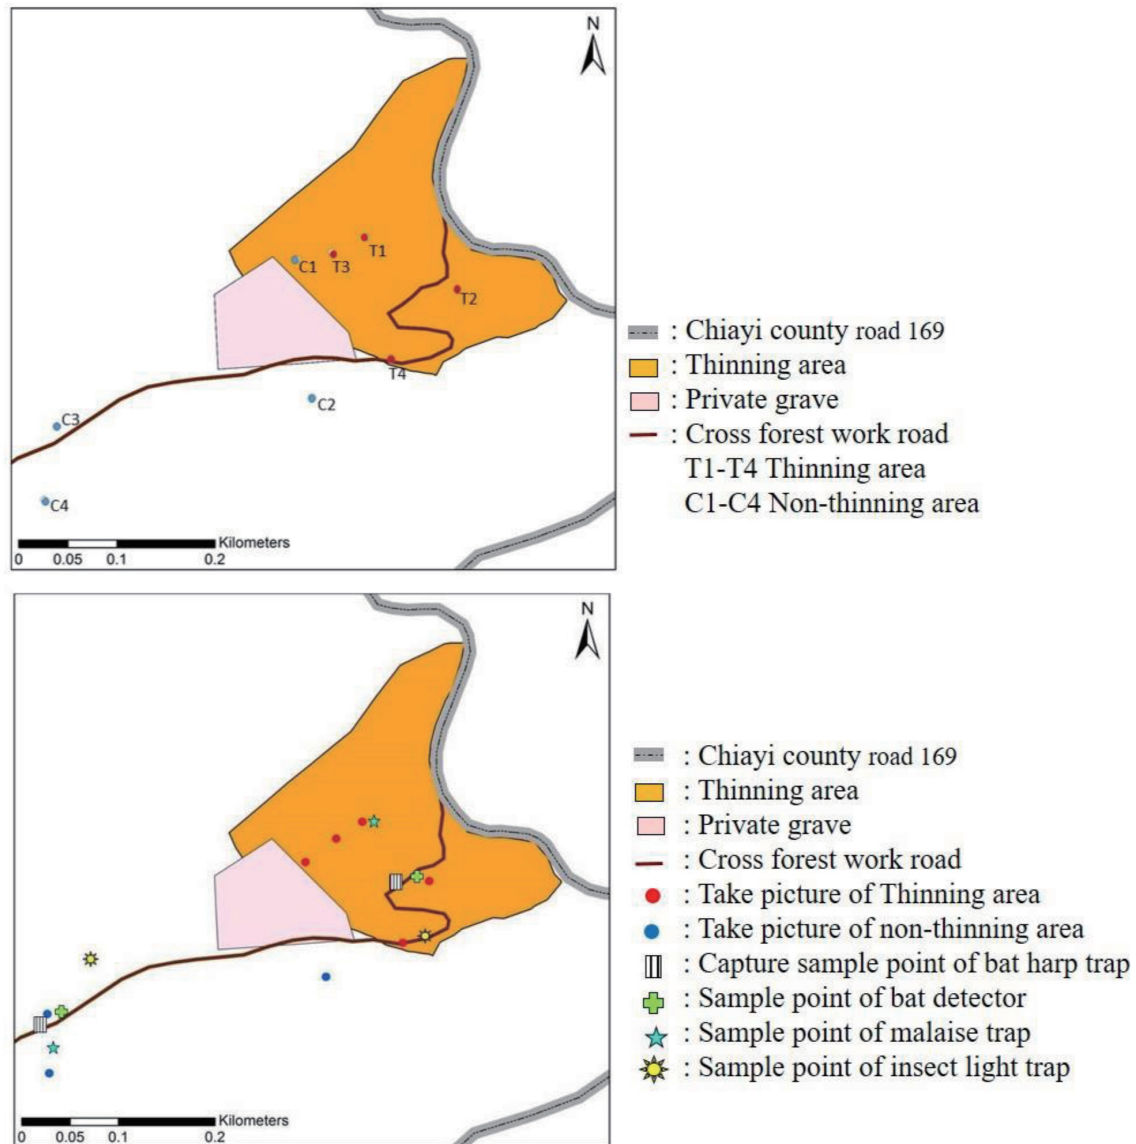 N
T1
C1
T3
T2
T4
C2
C3
C4
Kilometers
0 0.05 0.1 0.2
: Chiayi county road 169
: Thinning area
: Private grave
: Cross forest work road
T1-T4 Thinning area
C1-C4 Non-thinning area
N
Kilometers
0 0.05 0.1 0.2
: Chiayi county road 169
: Thinning area
: Private grave
: Cross forest work road
: Take picture of Thinning area
: Take picture of non-thinning area
: Capture sample point of bat harp trap
: Sample point of bat detector
: Sample point of malaise trap
: Sample point of insect light trap